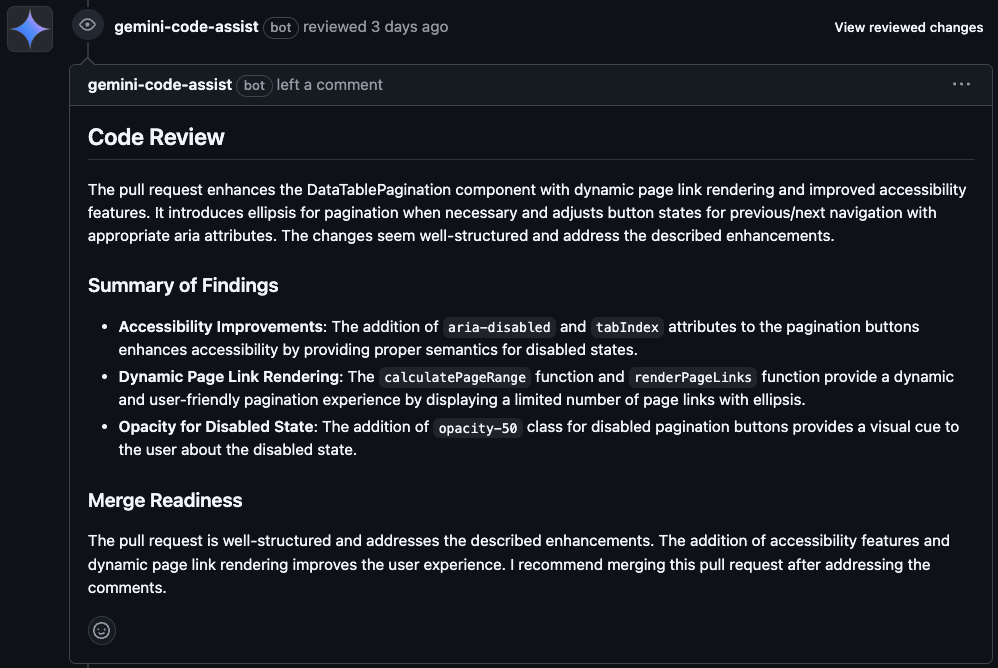 gemini-code-assist bot reviewed 3 days ago
View reviewed changes
gemini-code-assist bot left a comment
Code Review
The pull request enhances the DataTablePagination component with dynamic page link rendering and improved accessibility
features. It introduces ellipsis for pagination when necessary and adjusts button states for previous/next navigation with
appropriate aria attributes. The changes seem well-structured and address the described enhancements.
Summary of Findings
• Accessibility Improvements: The addition of aria-disabled and tabIndex attributes to the pagination buttons
enhances accessibility by providing proper semantics for disabled states.
• Dynamic Page Link Rendering: The calculatePageRange function and renderPageLinks function provide a dynamic
and user-friendly pagination experience by displaying a limited number of page links with ellipsis.
• Opacity for Disabled State: The addition of opacity-50 class for disabled pagination buttons provides a visual cue to
the user about the disabled state.
Merge Readiness
The pull request is well-structured and addresses the described enhancements. The addition of accessibility features and
dynamic page link rendering improves the user experience. I recommend merging this pull request after addressing the
comments.